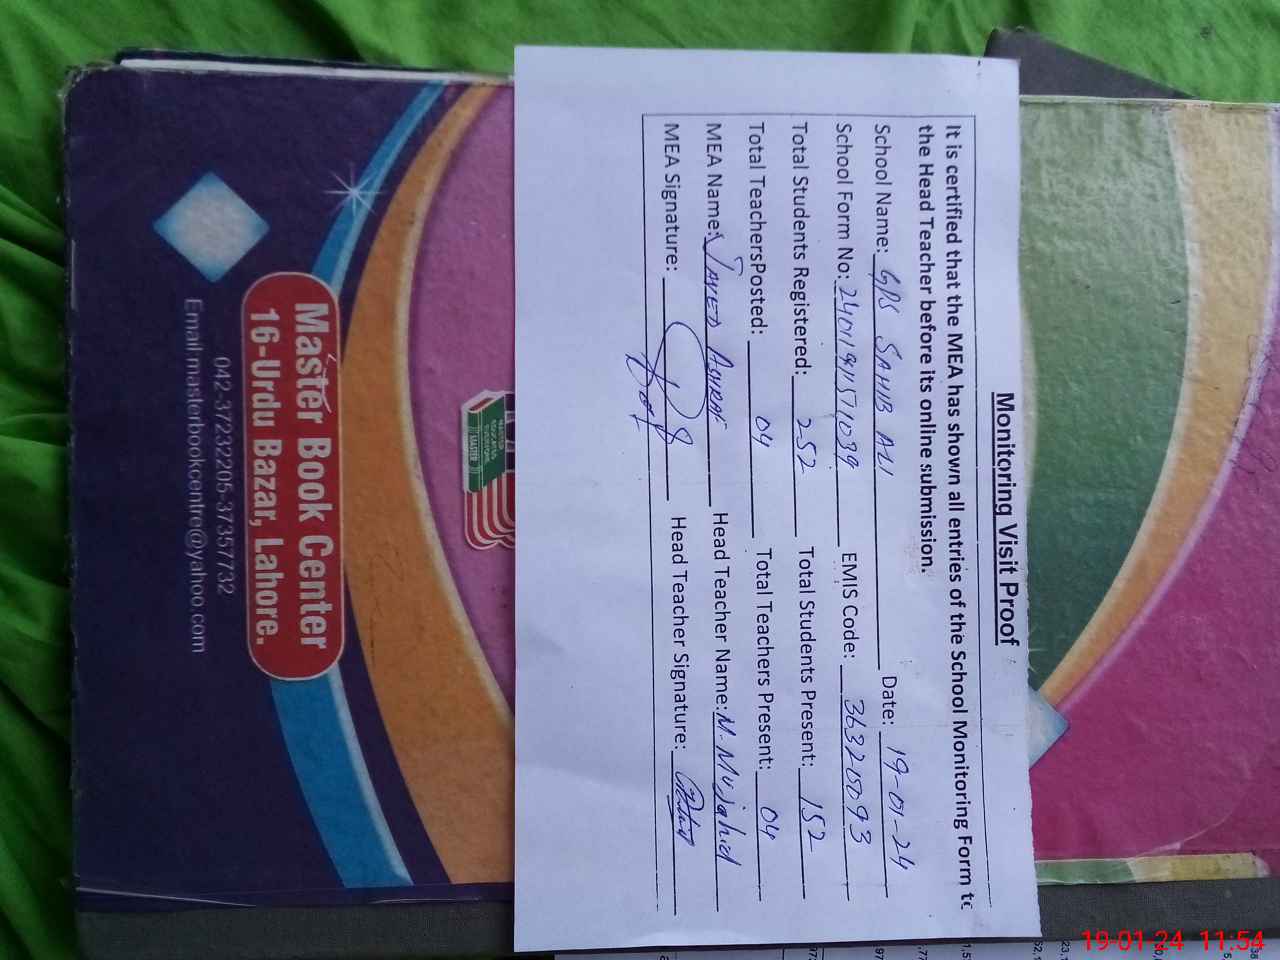 Monitoring Visit Proof
It is certified that the MEA has shown all entries of the School Monitoring Form to
the Head Teacher before its online submission.
School Name: GPS SAHIB ALI Date: 19-01-24
School Form No: EMIS Code: 36320093
Total Students Registered: 252 Total Students Present: 152
Total TeachersPosted: 04 Total Teachers Present: 04
MEA Name: JAVED ASHRAF Head Teacher Name: M. Mujahid
MEA Signature: Head Teacher Signature:
Master Book Center
16-Urdu Bazar, Lahore.
042-37232205-37357732
Email:masterbookcentre@yahoo.com
MASTER
19-01-24 11:54